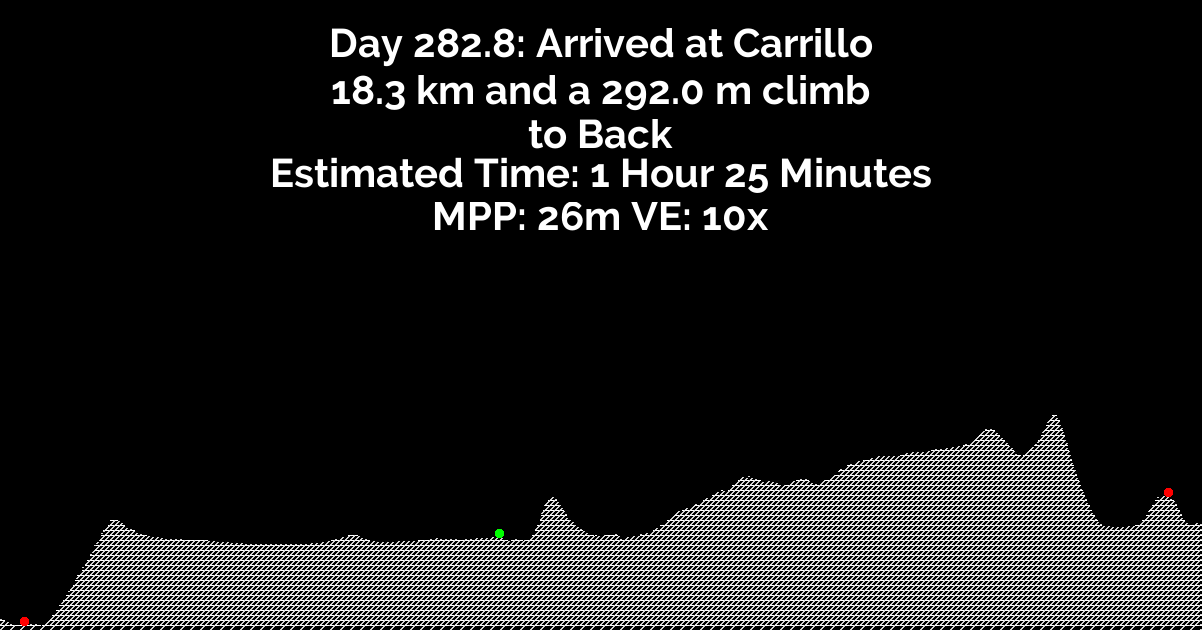 Day 282.8: Arrived at Carrillo
18.3 km and a 292.0 m climb
to Back
Estimated Time: 1 Hour 25 Minutes
MPP: 26m VE: 10x